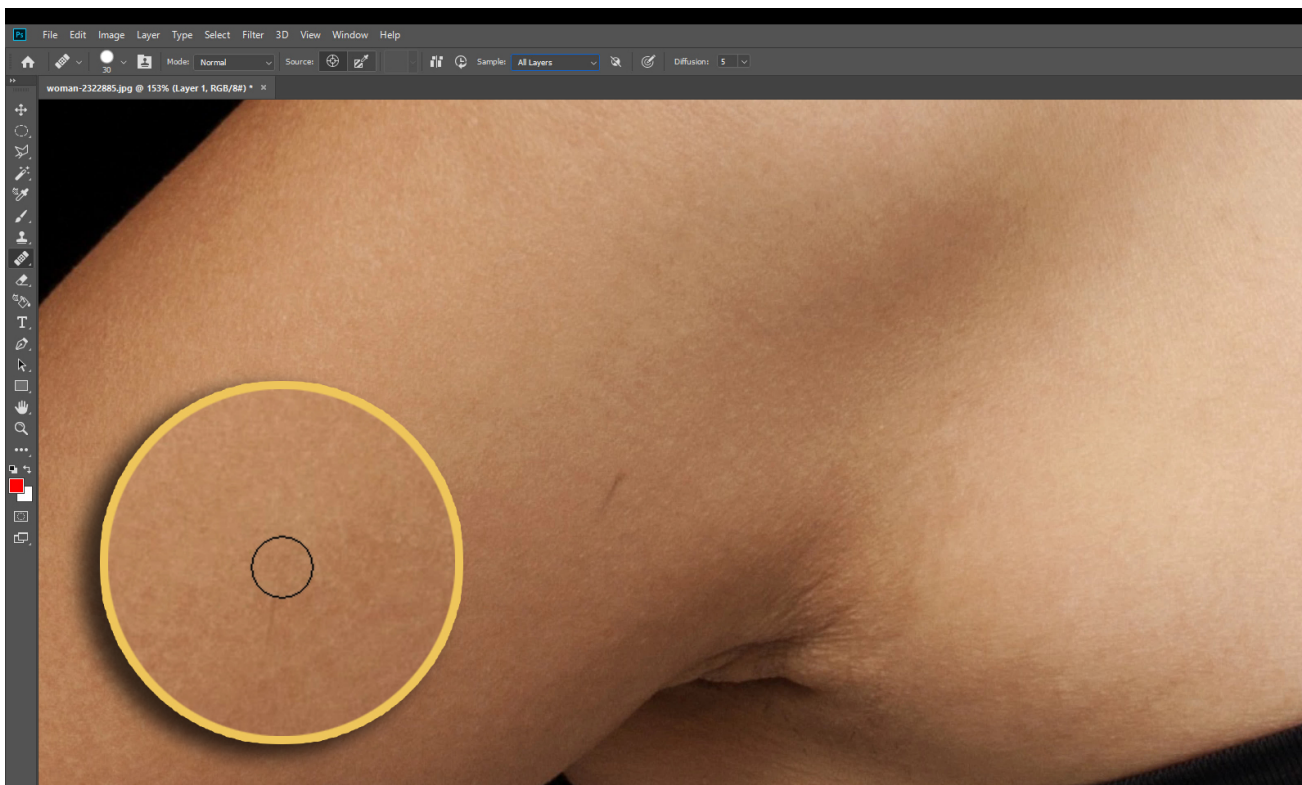 Ps File Edit Image Layer Type Select Filter 3D View Window Help
30 Mode: Normal Source: Sample: All Layers Diffusion: 5
woman-2322885.jpg @ 153% (Layer 1, RGB/8#) * ×
T